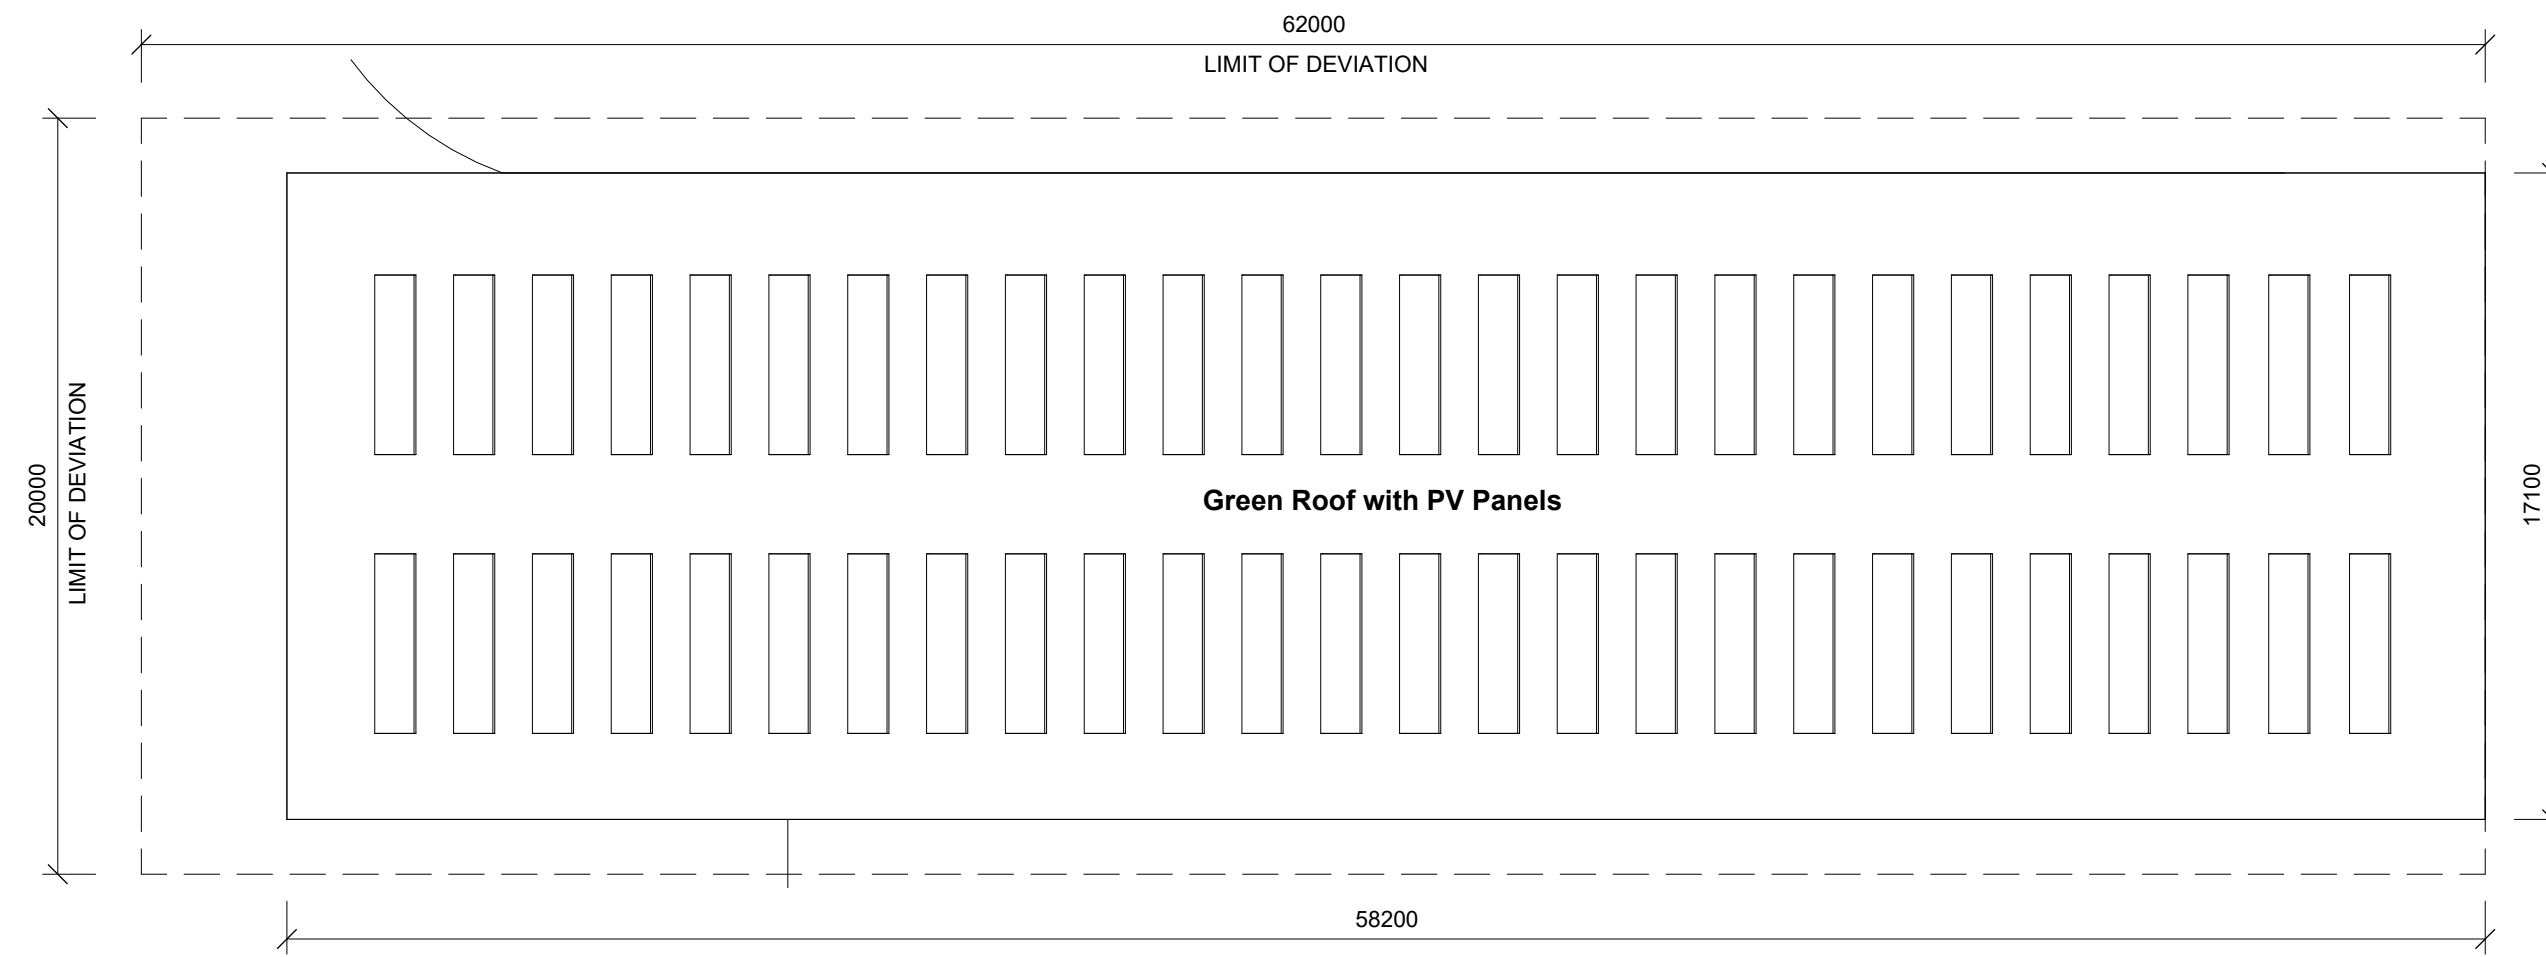 62000
LIMIT OF DEVIATION
20000
LIMIT OF DEVIATION
Green Roof with PV Panels
17100
58200